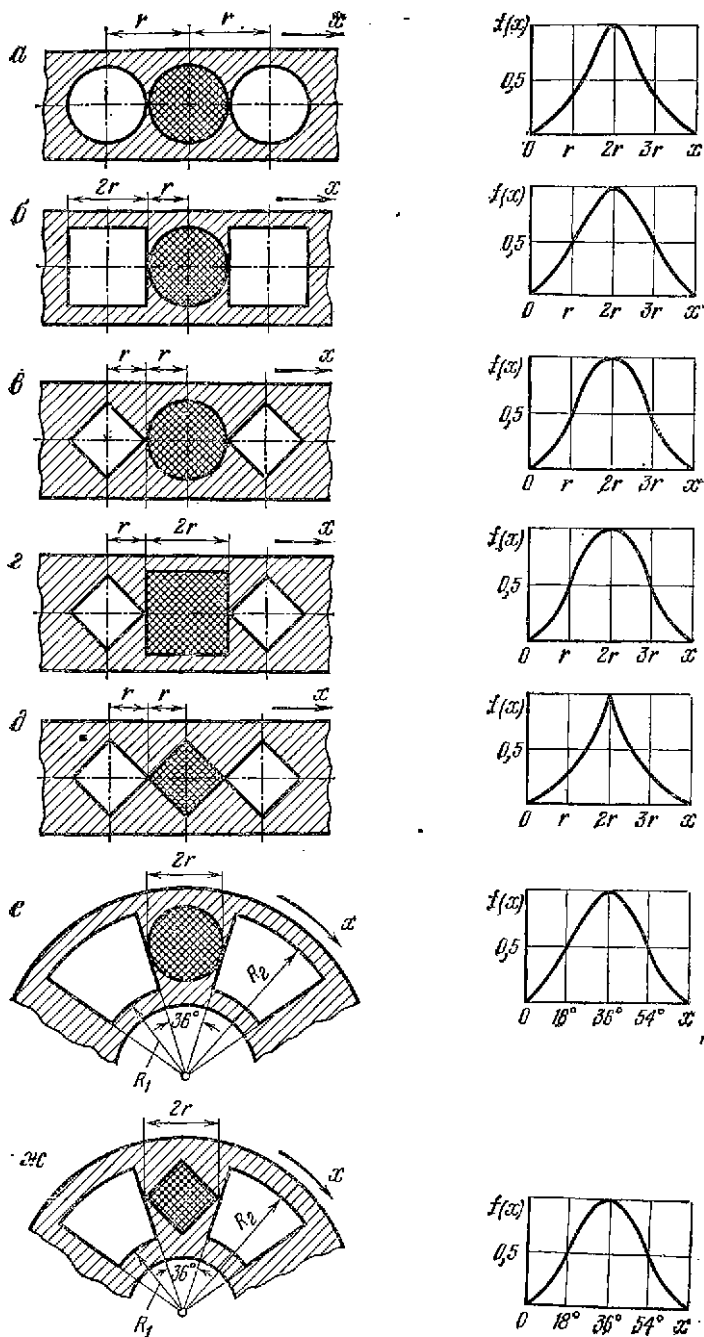 а r r x
f(x)
0,5
0 r 2r 3r x
б 2r r x
f(x)
0,5
0 r 2r 3r x
в r r x
f(x)
0,5
0 r 2r 3r x
г r 2r x
f(x)
0,5
0 r 2r 3r x
д r r x
f(x)
0,5
0 r 2r 3r x
е 2r x
R₂
36°
R₁
f(x)
0,5
0 18° 36° 54° x
ж 2r x
R₂
36°
R₁
f(x)
0,5
0 18° 36° 54° x